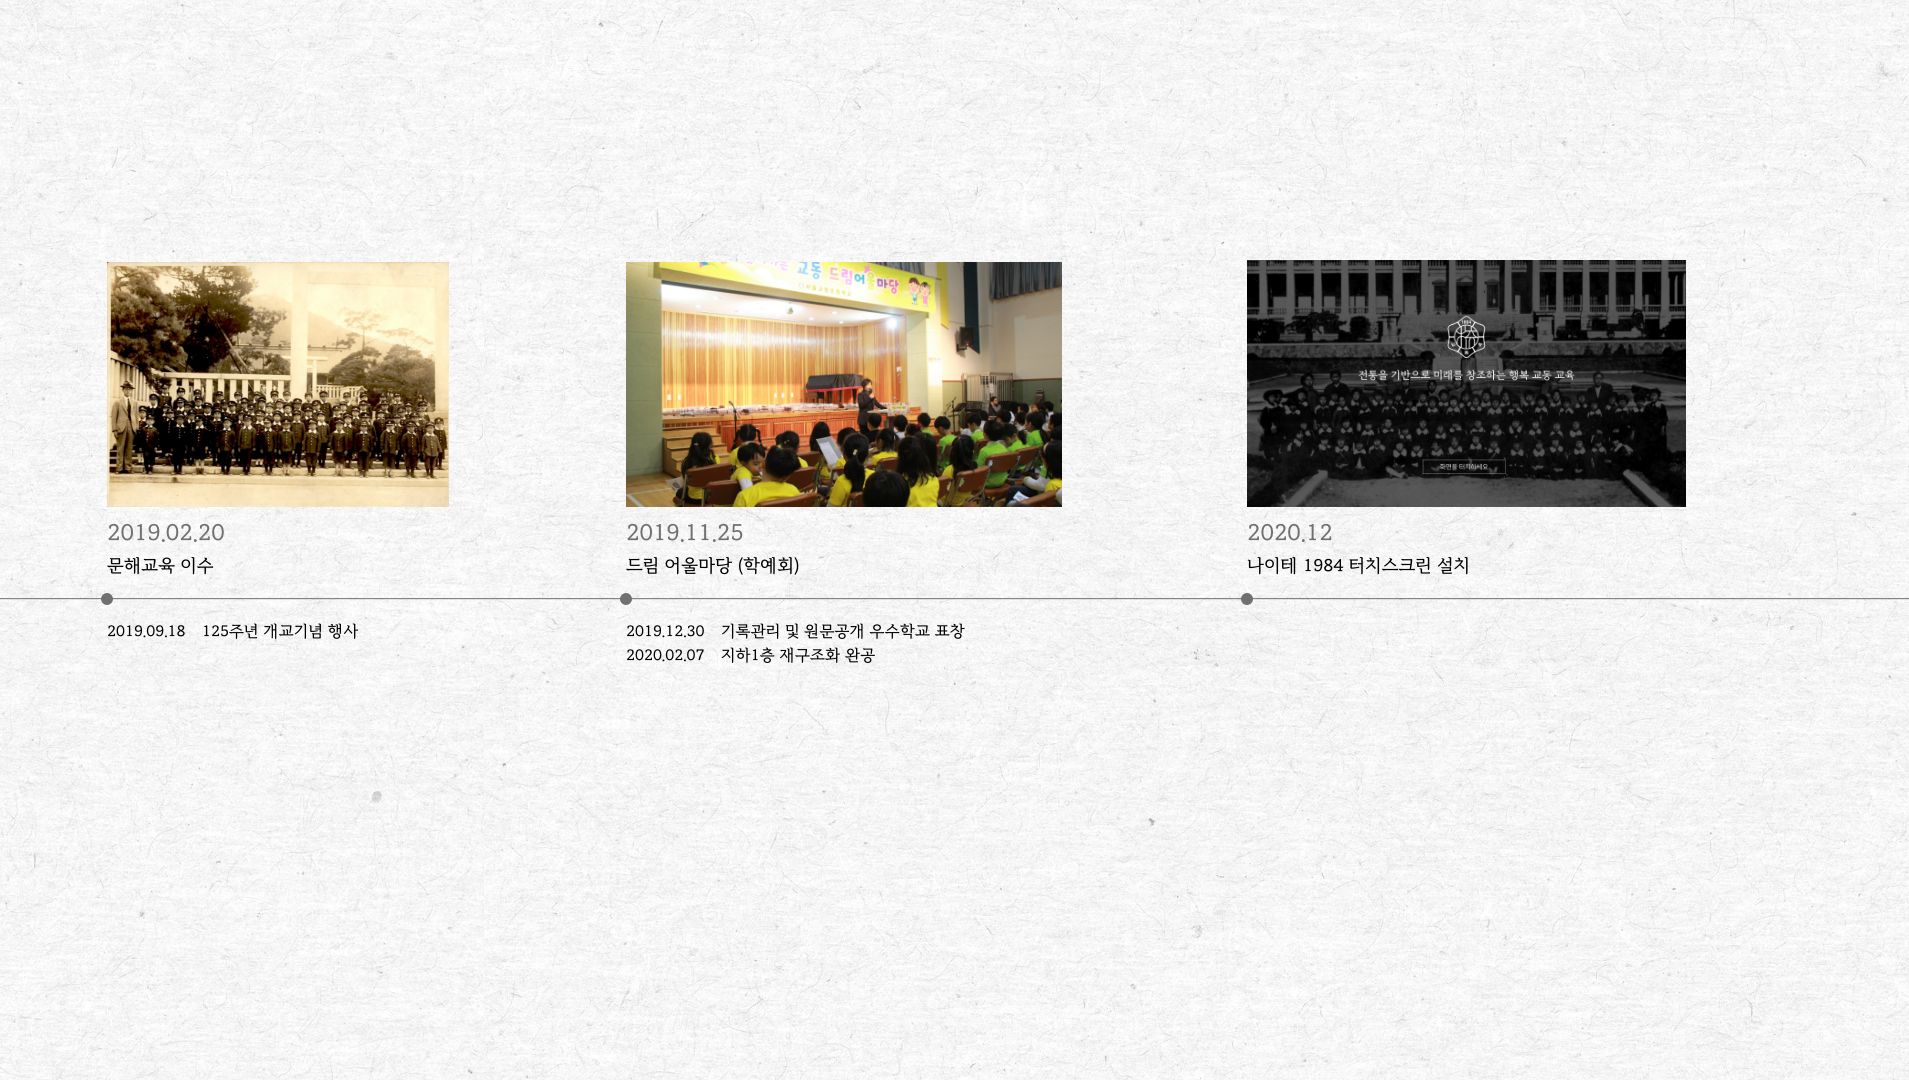 교동 드림어울마당
전통을 기반으로 미래를 창조하는 행복 교동 교육
화면을 터치하세요
2019.02.20
문해교육 이수
2019.11.25
드림 어울마당 (학예회)
2020.12
나이테 1984 터치스크린 설치
2019.09.18 125주년 개교기념 행사
2019.12.30 기록관리 및 원문공개 우수학교 표창
2020.02.07 지하1층 재구조화 완공